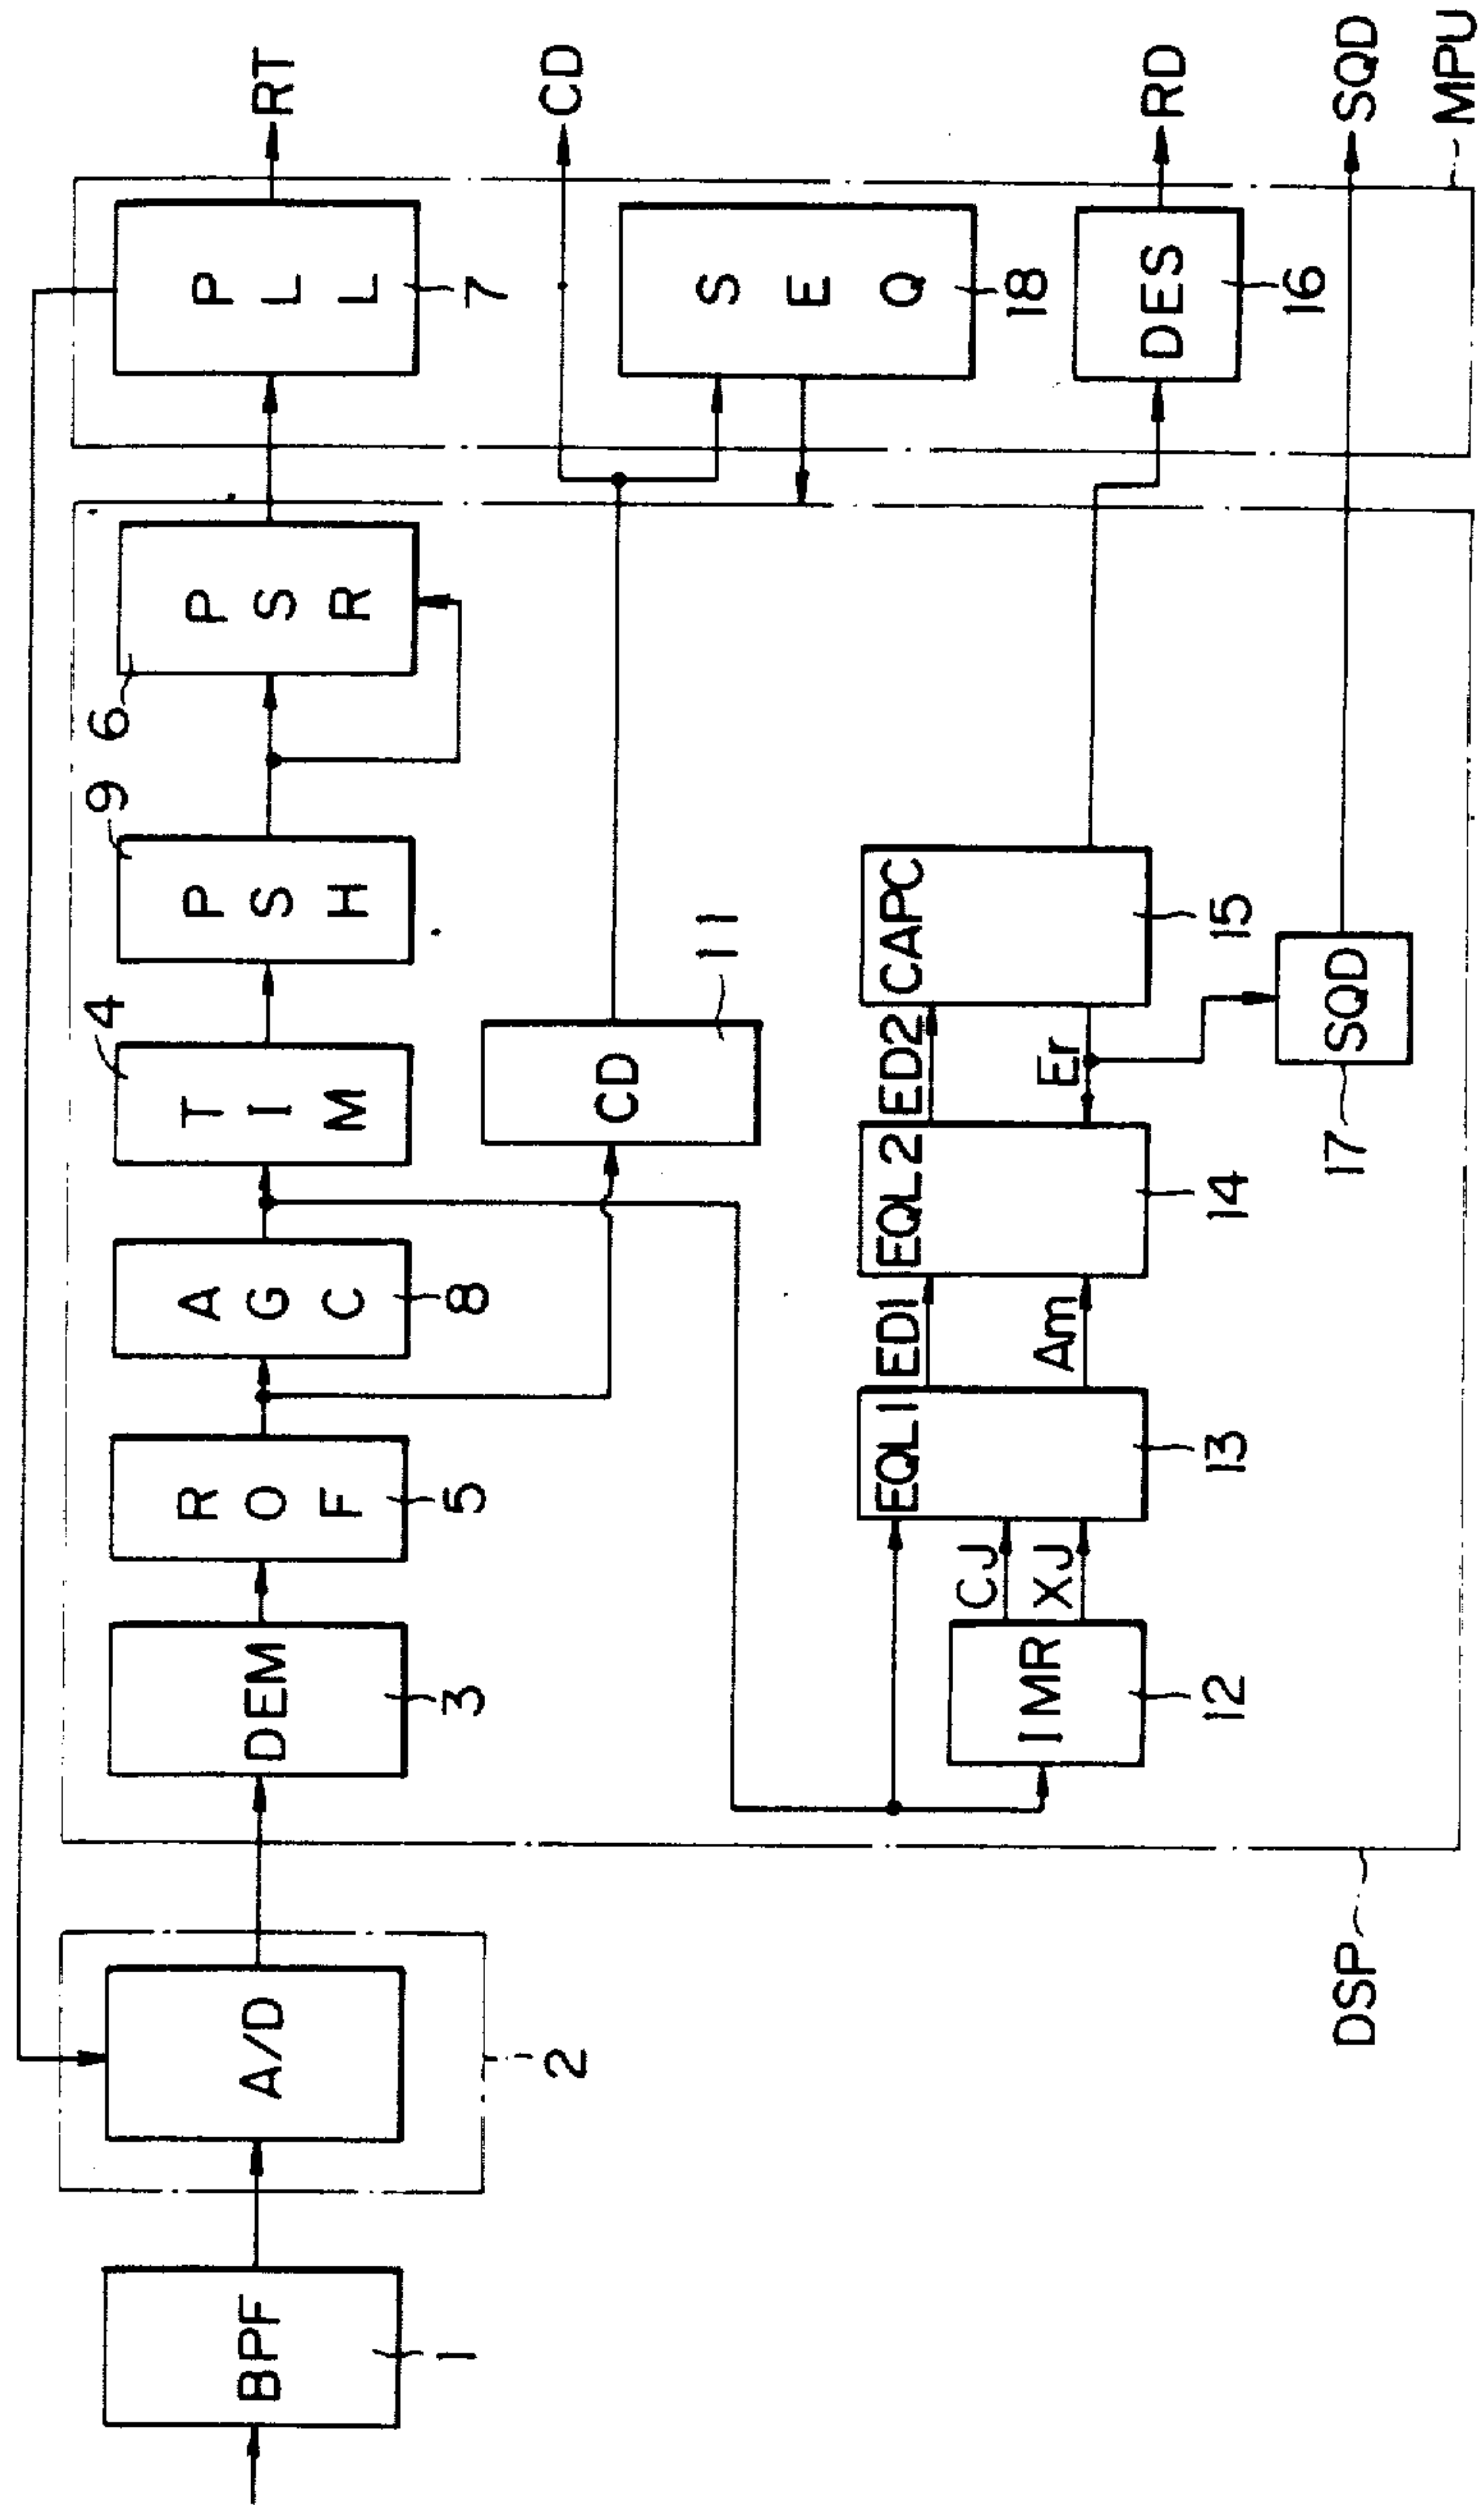 BPF
1
A/D
2
DEM
3
ROF
5
AGC
8
TIM
4
PSH
9
PSR
6
PLL
7
RT
CD
11
CD
SEQ
18
IMR
12
CJ
XJ
EQL1
13
ED1
Am
EQL2
14
ED2
Er
CAPC
15
DES
16
RD
SQD
17
SQD
DSP
MPU